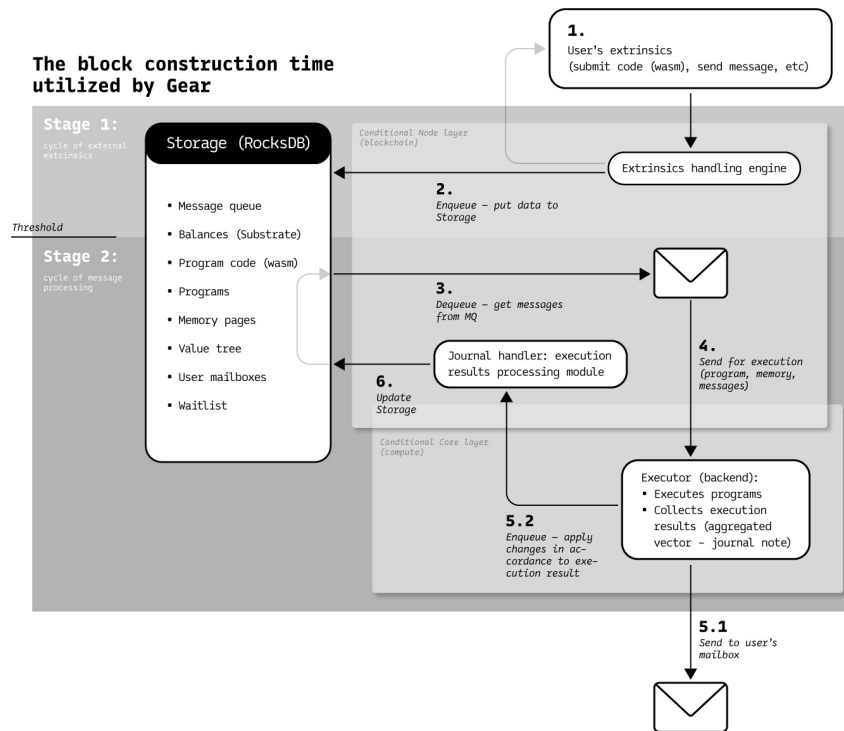 The block construction time
utilized by Gear
1.
User's extrinsics
(submit code (wasm), send message, etc)
Stage 1:
cycle of external
extrinsics
Storage (RocksDB)
Conditional Node layer
(blockchain)
Extrinsics handling engine
2.
Enqueue – put data to
Storage
Threshold
Stage 2:
cycle of message
processing
• Message queue
• Balances (Substrate)
• Program code (wasm)
• Programs
• Memory pages
• Value tree
• User mailboxes
• Waitlist
3.
Dequeue – get messages
from MQ
4.
Send for execution
(program, memory,
messages)
Journal handler: execution
results processing module
6.
Update
Storage
Conditional Core layer
(compute)
Executor (backend):
• Executes programs
• Collects execution
results (aggregated
vector – journal note)
5.2
Enqueue – apply
changes in ac-
cordance to exe-
cution result
5.1
Send to user's
mailbox